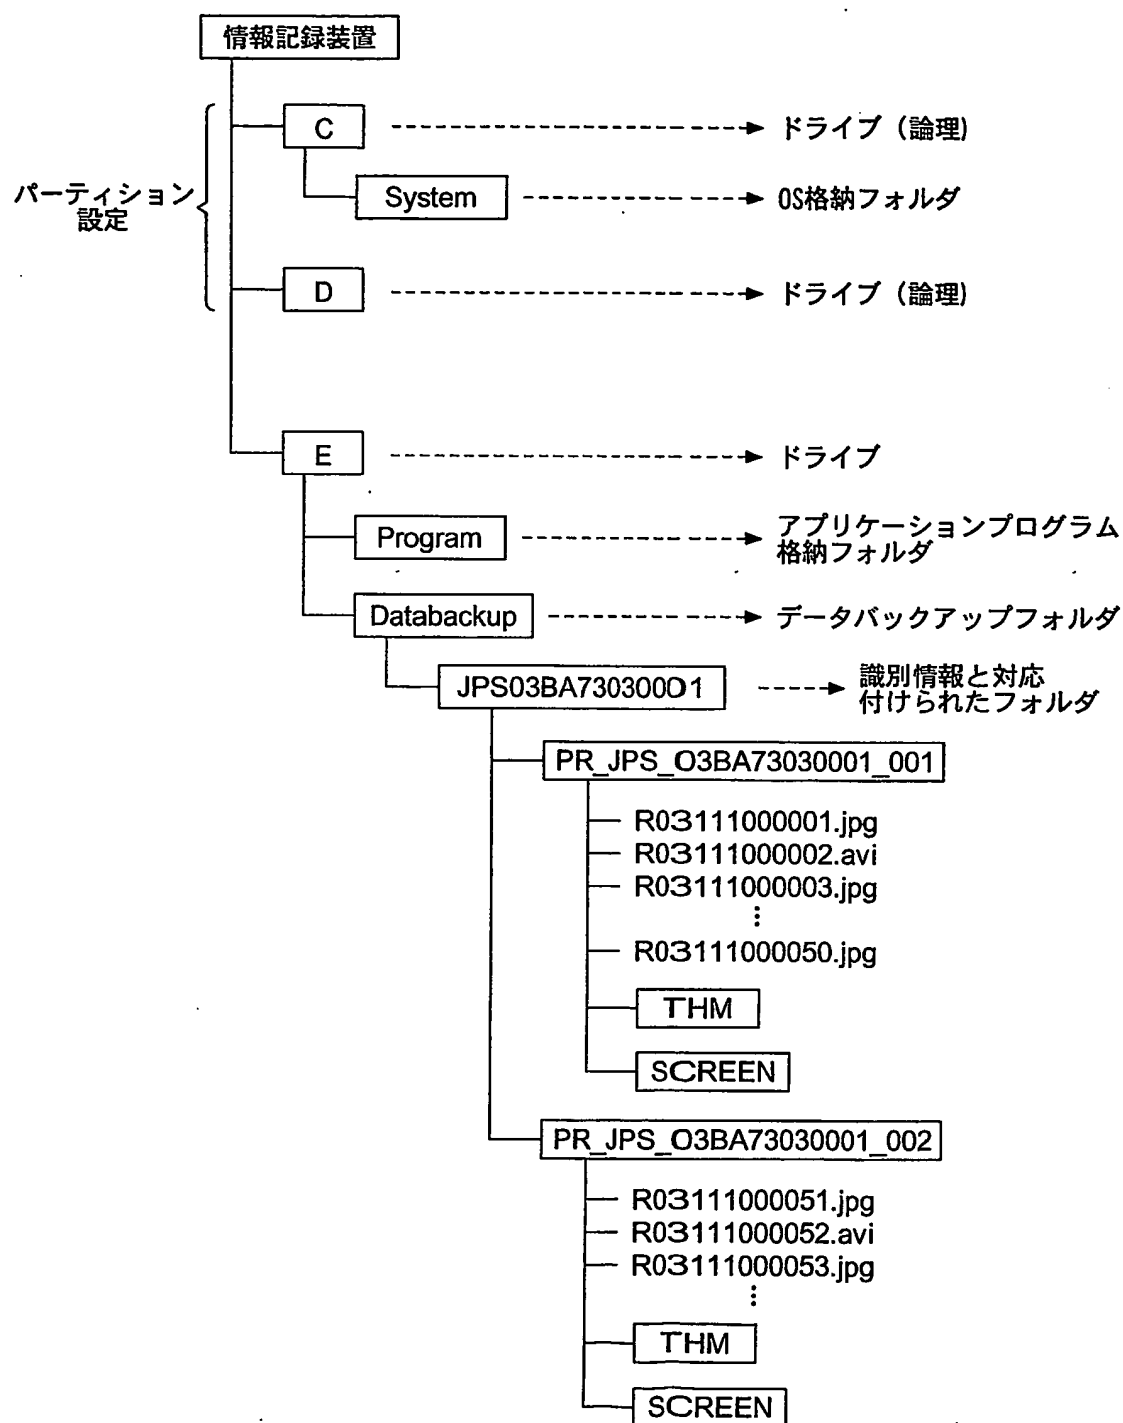 情報記録装置
C
ドライブ (論理)
パーティション
設定
System
OS格納フォルダ
D
ドライブ (論理)
E
ドライブ
Program
アプリケーションプログラム
格納フォルダ
Databackup
データバックアップフォルダ
JPS03BA73030001
識別情報と対応
付けられたフォルダ
PR_JPS_O3BA73030001_001
R03111000001.jpg
R03111000002.avi
R03111000003.jpg
⋮
R03111000050.jpg
THM
SCREEN
PR_JPS_O3BA73030001_002
R03111000051.jpg
R03111000052.avi
R03111000053.jpg
⋮
THM
SCREEN